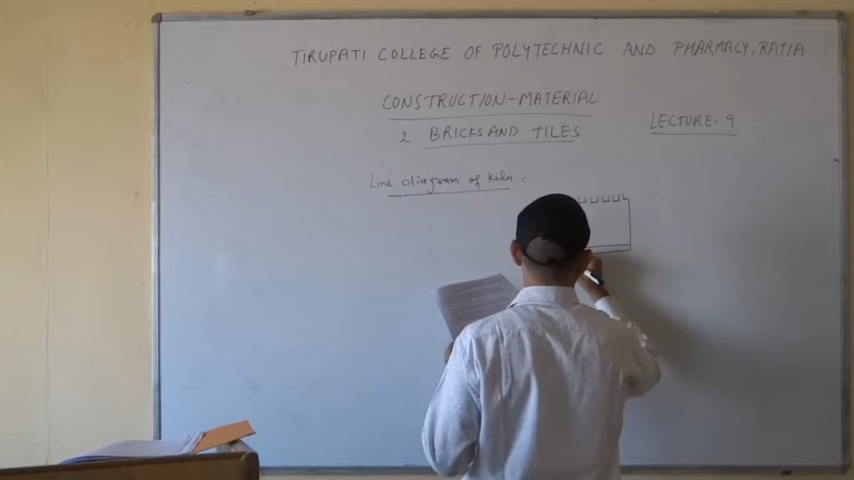 TIRUPATI COLLEGE OF POLYTECHNIC AND PHARMACY, RATIA
CONSTRUCTION-MATERIAL
2 BRICKS AND TILES
LECTURE-9
Line diagram of kiln :